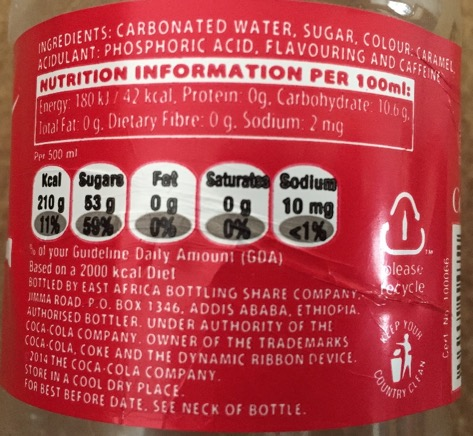 INGREDIENTS: CARBONATED WATER, SUGAR, COLOUR: CARAMEL,
ACIDULANT: PHOSPHORIC ACID, FLAVOURING AND CAFFEINE
NUTRITION INFORMATION PER 100ml:
Energy: 180 kJ / 42 kcal, Protein: 0g, Carbohydrate: 10.6 g,
Total Fat: 0 g, Dietary Fibre: 0 g, Sodium: 2 mg
Per 500 ml
Kcal Sugars Fat Saturates Sodium
210 g 53 g 0 g 0 g 10 mg
11% 59% 0% 0% <1%
% of your Guideline Daily Amount (GDA)
Based on a 2000 kcal Diet
BOTTLED BY EAST AFRICA BOTTLING SHARE COMPANY,
JIMMA ROAD. P.O. BOX 1346, ADDIS ABABA, ETHIOPIA.
AUTHORISED BOTTLER. UNDER AUTHORITY OF THE
COCA-COLA COMPANY. OWNER OF THE TRADEMARKS
COCA-COLA, COKE AND THE DYNAMIC RIBBON DEVICE.
2014 THE COCA-COLA COMPANY.
STORE IN A COOL DRY PLACE.
FOR BEST BEFORE DATE. SEE NECK OF BOTTLE.
please
recycle
™
KEEP YOUR
COUNTRY CLEAN
Cert. No.